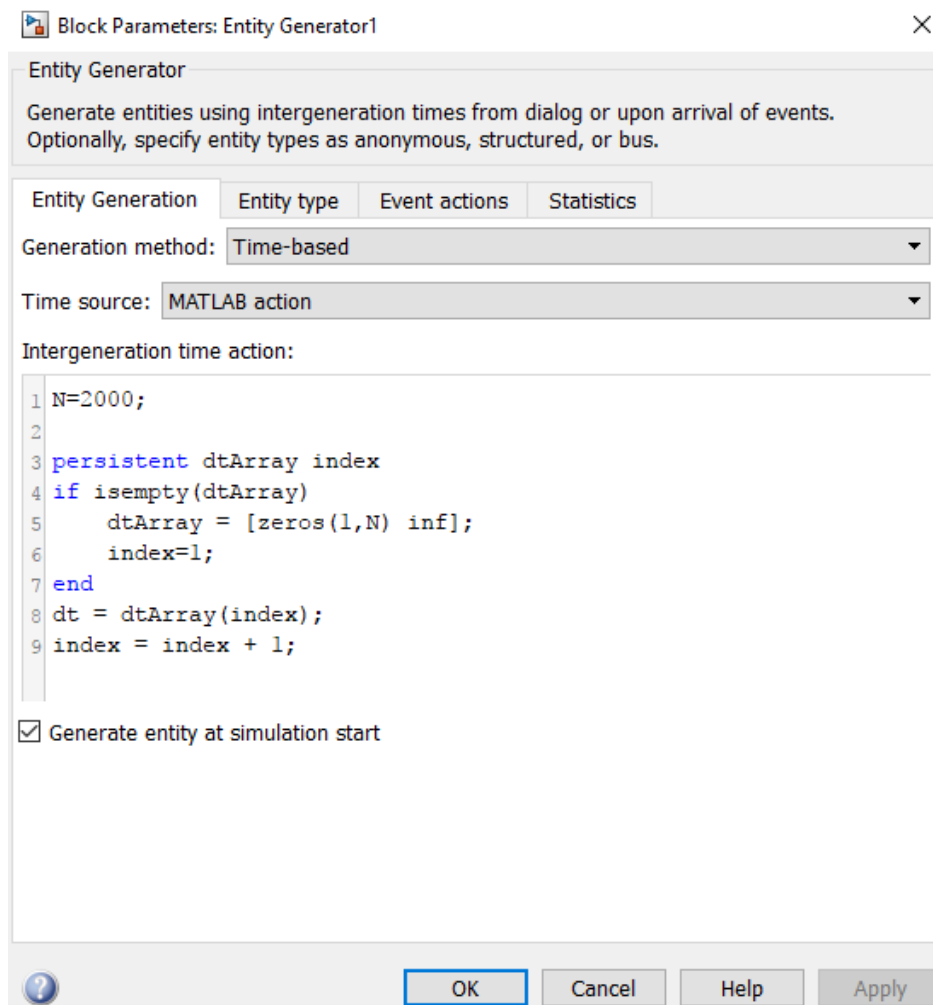 Block Parameters: Entity Generator1
Entity Generator
Generate entities using intergeneration times from dialog or upon arrival of events.
Optionally, specify entity types as anonymous, structured, or bus.
Entity Generation Entity type Event actions Statistics
Generation method: Time-based
Time source: MATLAB action
Intergeneration time action:
1 N=2000;
2
3 persistent dtArray index
4 if isempty(dtArray)
5 dtArray = [zeros(1,N) inf];
6 index=1;
7 end
8 dt = dtArray(index);
9 index = index + 1;
Generate entity at simulation start
OK Cancel Help Apply